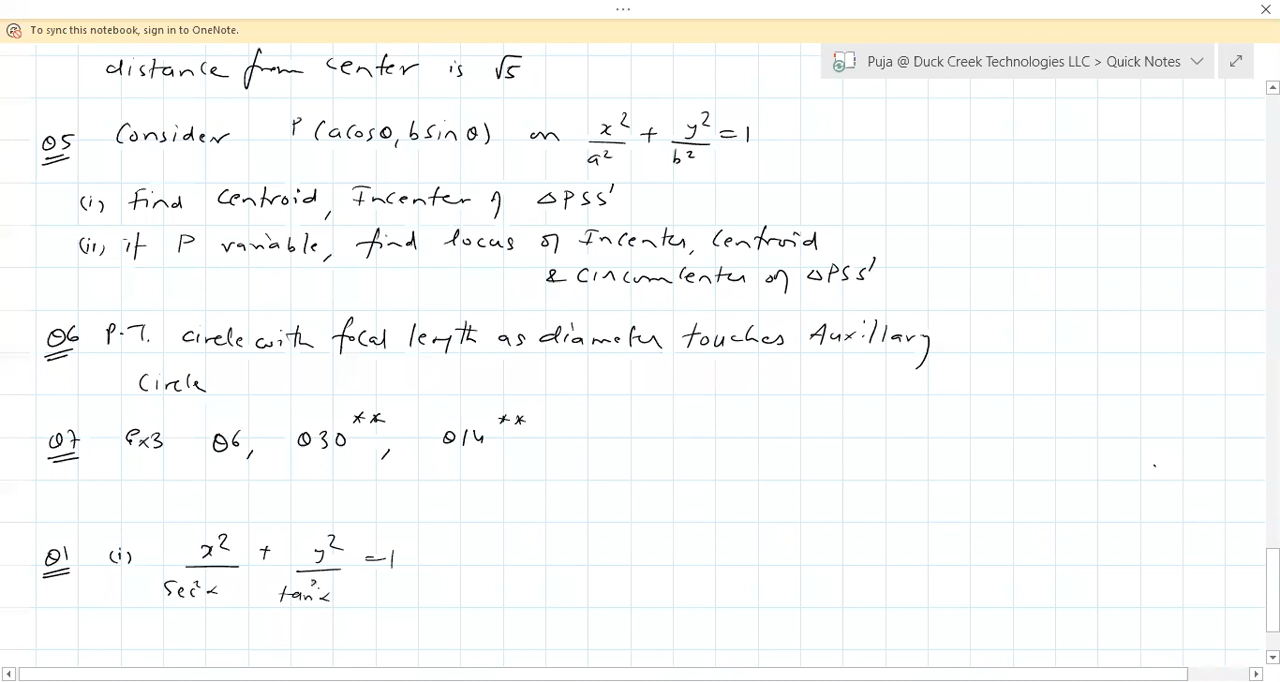 To sync this notebook, sign in to OneNote.
Puja @ Duck Creek Technologies LLC > Quick Notes
distance from center is √5
Q5 Consider P(acosθ, bsinθ) on x²/a² + y²/b² = 1
(i) find Centroid, Incenter of △PSS'
(ii) if P variable, find locus of Incenter, Centroid
& Circumcenter of △PSS'
Q6 P.T. circle with focal length as diameter touches Auxillary
Circle
Q7 Ex3 Q6, Q30**, Q14**
Q1 (i) x²/sec²α + y²/tan²α = 1